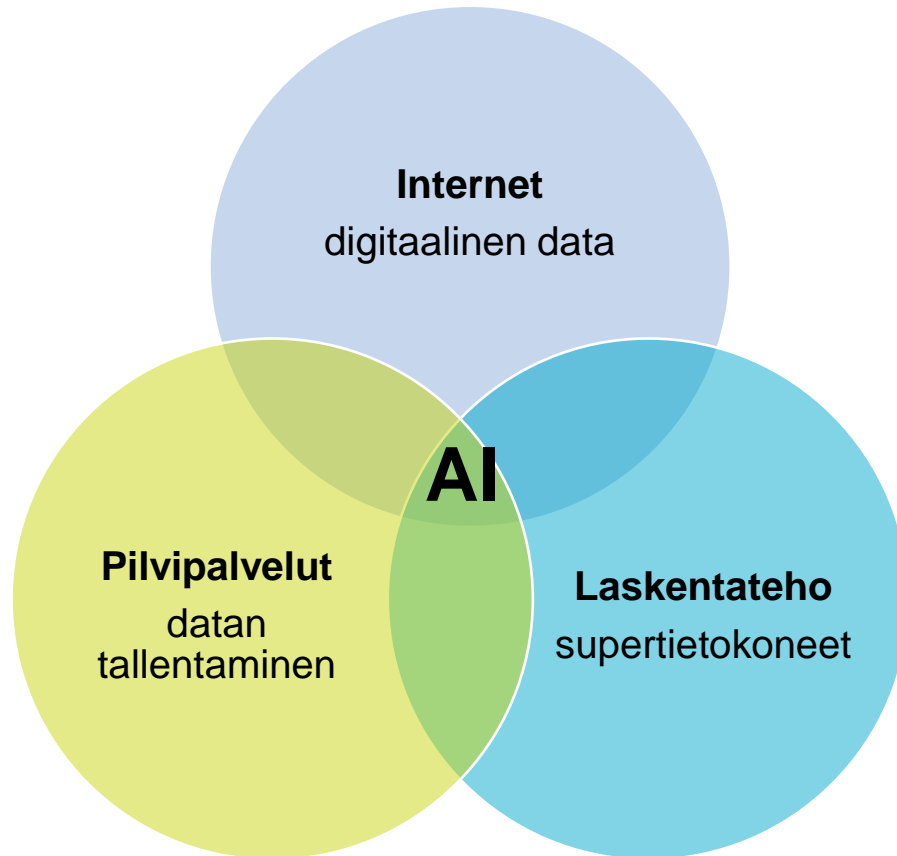 Internet
digitaalinen data
AI
Pilvipalvelut
datan
tallentaminen
Laskentateho
supertietokoneet